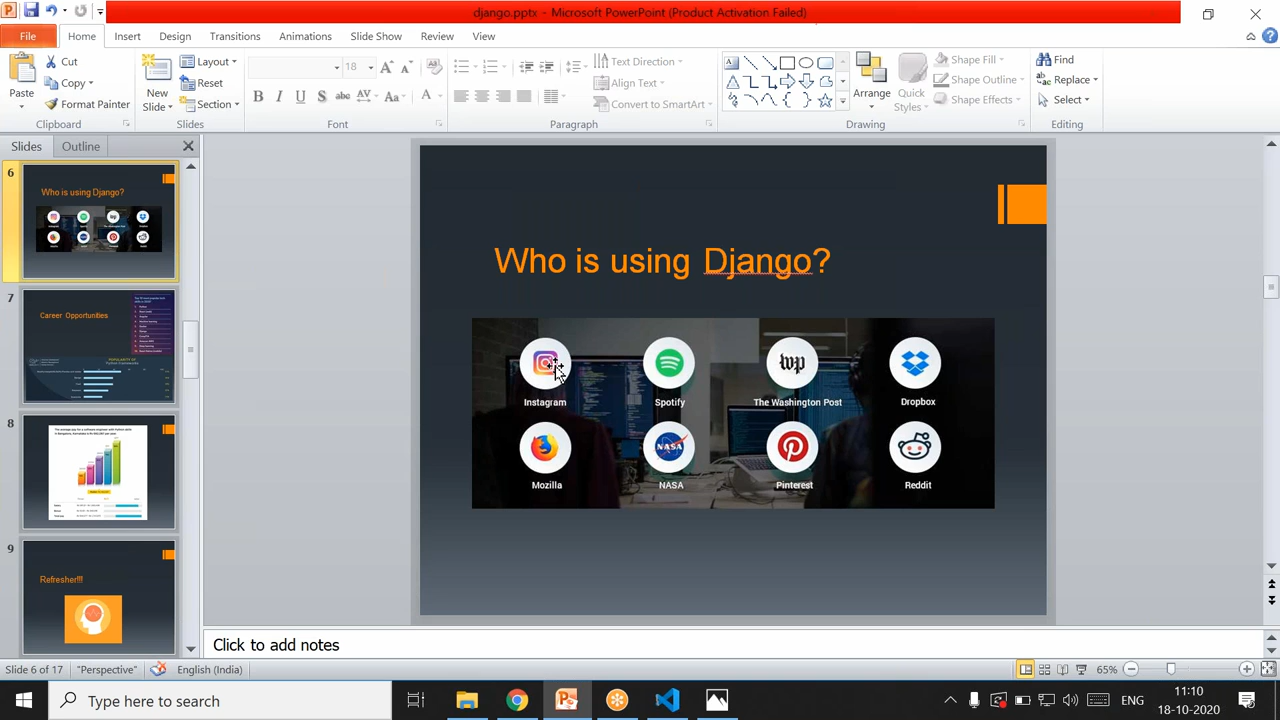 django.pptx - Microsoft PowerPoint (Product Activation Failed)
File Home Insert Design Transitions Animations Slide Show Review View
Paste
Cut
Copy
Format Painter
Clipboard
New Slide
Layout
Reset
Section
Slides
18
B I U S abc AV Aa A
Font
Text Direction
Align Text
Convert to SmartArt
Paragraph
Arrange
Quick Styles
Shape Fill
Shape Outline
Shape Effects
Drawing
Find
Replace
Select
Editing
Slides Outline
6
Who is using Django?
7
Career Opportunities
8
9
Refresher!!!
Who is using Django?
wp
Instagram Spotify The Washington Post Dropbox
NASA
Mozilla NASA Pinterest Reddit
Click to add notes
Slide 6 of 17 "Perspective" English (India) 65%
Type here to search
ENG
11:10
18-10-2020